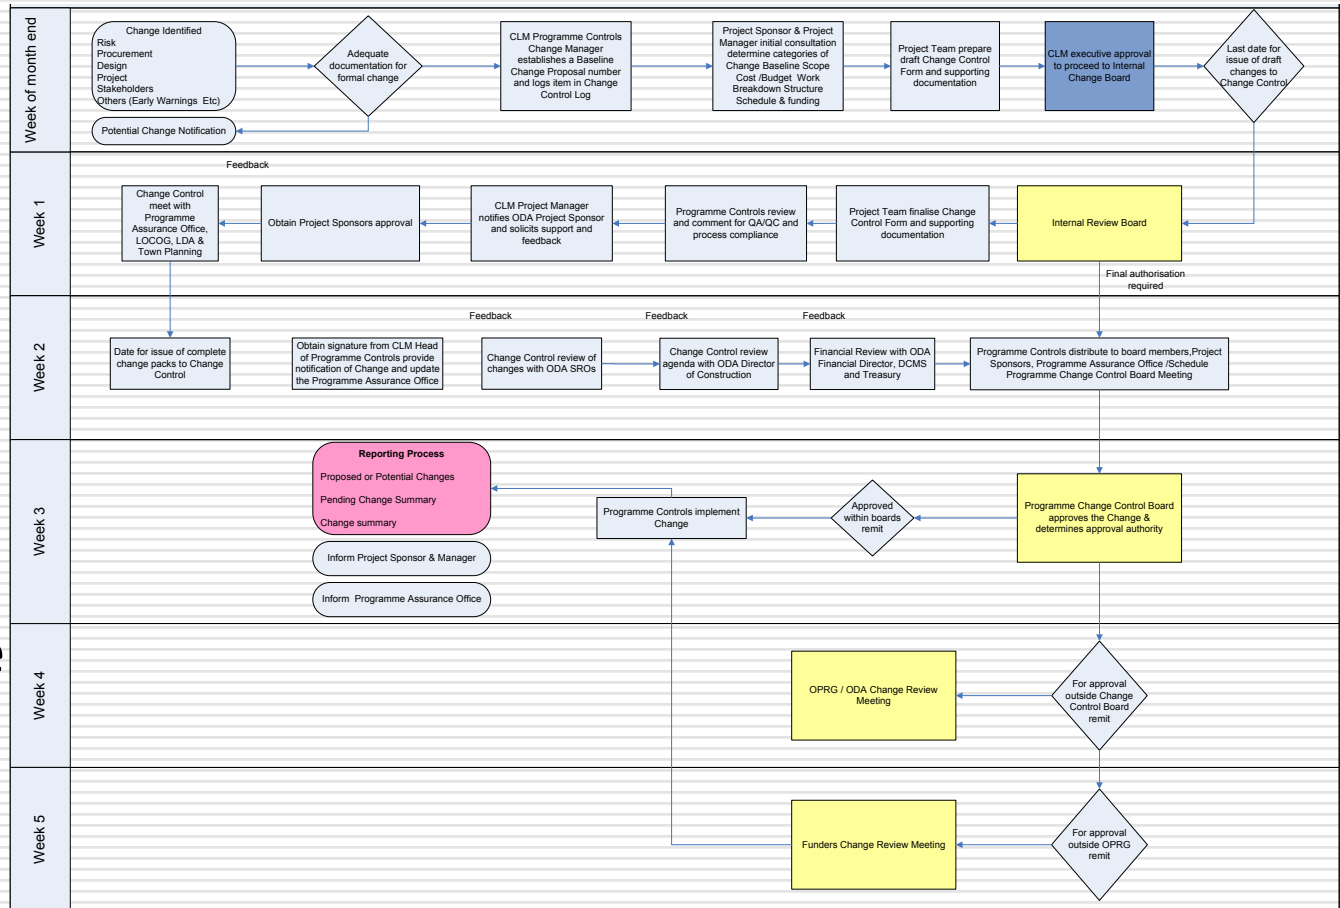 Week of month end
Change Identified
Risk
Procurement
Design
Project
Stakeholders
Others (Early Warnings Etc)
Potential Change Notification
Adequate
documentation for
formal change
CLM Programme Controls
Change Manager
establishes a Baseline
Change Proposal number
and logs item in Change
Control Log
Project Sponsor & Project
Manager initial consultation
determine categories of
Change Baseline Scope
Cost /Budget Work
Breakdown Structure
Schedule & funding
Project Team prepare
draft Change Control
Form and supporting
documentation
CLM executive approval
to proceed to Internal
Change Board
Last date for
issue of draft
changes to
Change Control
Week 1
Feedback
Change Control
meet with
Programme
Assurance Office,
LOCOG, LDA &
Town Planning
Obtain Project Sponsors approval
CLM Project Manager
notifies ODA Project Sponsor
and solicits support and
feedback
Programme Controls review
and comment for QA/QC and
process compliance
Project Team finalise Change
Control Form and supporting
documentation
Internal Review Board
Final authorisation
required
Week 2
Feedback
Feedback
Feedback
Date for issue of complete
change packs to Change
Control
Obtain signature from CLM Head
of Programme Controls provide
notification of Change and update
the Programme Assurance Office
Change Control review of
changes with ODA SROs
Change Control review
agenda with ODA Director
of Construction
Financial Review with ODA
Financial Director, DCMS
and Treasury
Programme Controls distribute to board members,Project
Sponsors, Programme Assurance Office /Schedule
Programme Change Control Board Meeting
Week 3
Reporting Process
Proposed or Potential Changes
Pending Change Summary
Change summary
Inform Project Sponsor & Manager
Inform Programme Assurance Office
Programme Controls implement
Change
Approved
within boards
remit
Programme Change Control Board
approves the Change &
determines approval authority
Week 4
OPRG / ODA Change Review
Meeting
For approval
outside Change
Control Board
remit
Week 5
Funders Change Review Meeting
For approval
outside OPRG
remit